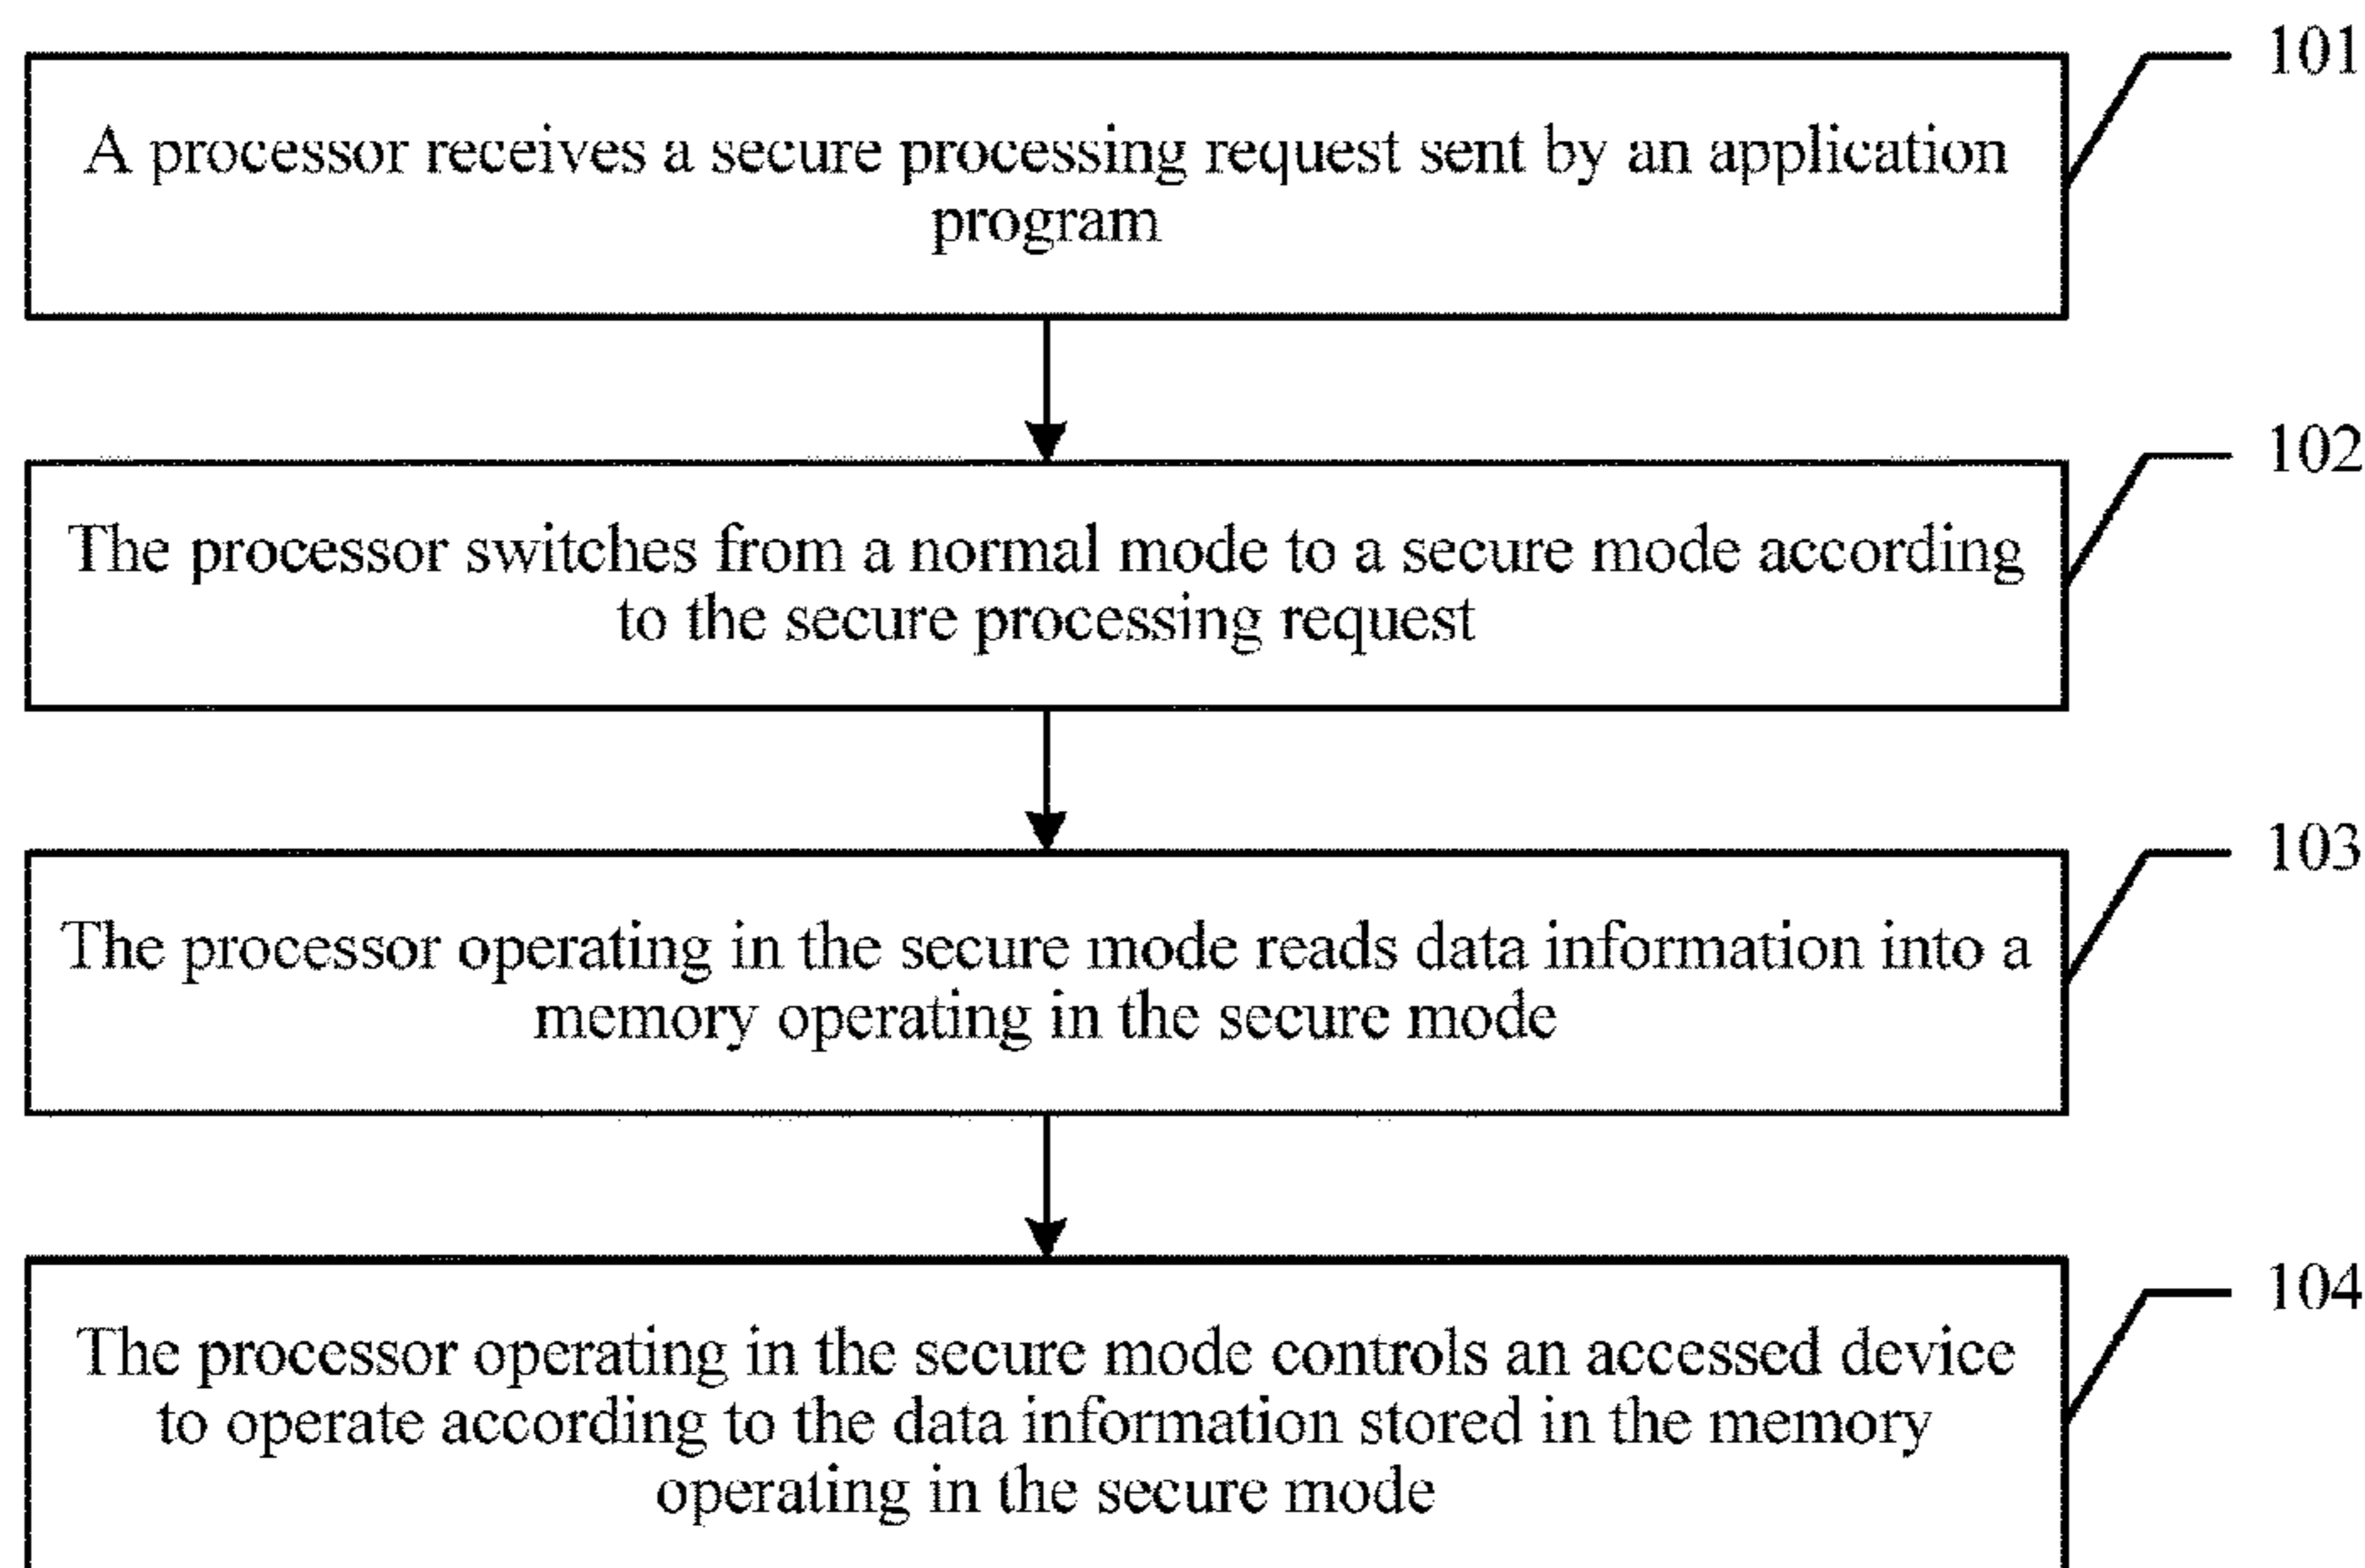 101
A processor receives a secure processing request sent by an application
program
102
The processor switches from a normal mode to a secure mode according
to the secure processing request
103
The processor operating in the secure mode reads data information into a
memory operating in the secure mode
104
The processor operating in the secure mode controls an accessed device
to operate according to the data information stored in the memory
operating in the secure mode